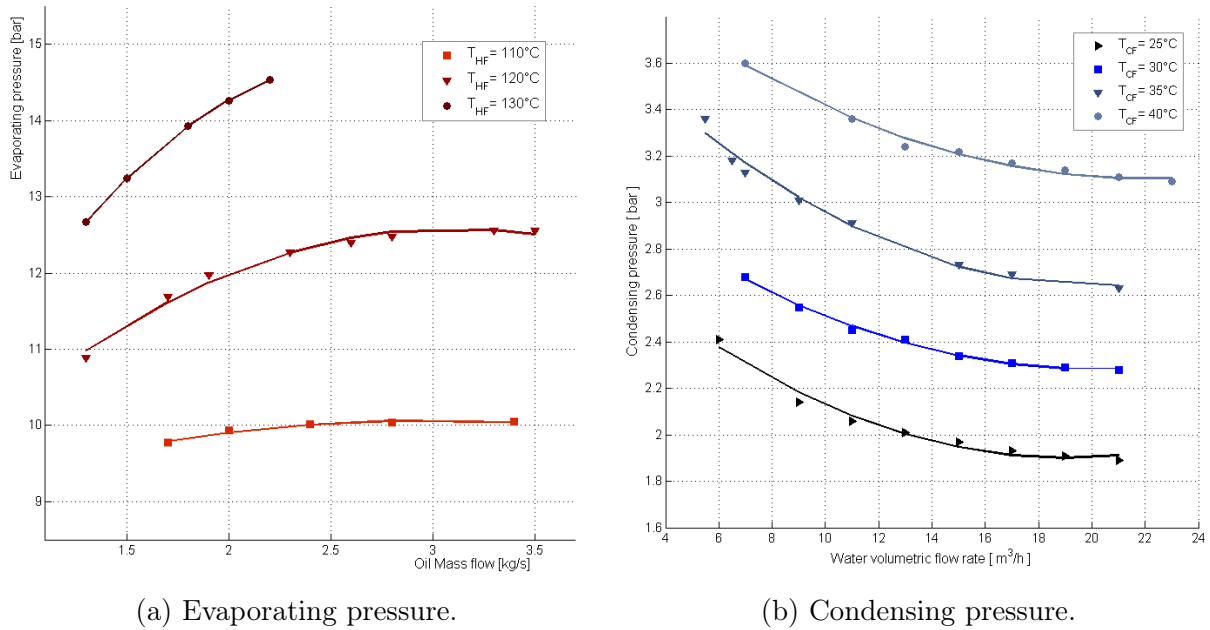 Evaporating pressure [bar]
15
14
13
12
11
10
9
1.5
2
2.5
3
3.5
Oil Mass flow [kg/s]
T_HF= 110°C
T_HF= 120°C
T_HF= 130°C
(a) Evaporating pressure.
Condensing pressure [ bar]
3.6
3.4
3.2
3
2.8
2.6
2.4
2.2
2
1.8
1.6
4
6
8
10
12
14
16
18
20
22
24
Water volumetric flow rate [ m³/h]
T_CF= 25°C
T_CF= 30°C
T_CF= 35°C
T_CF= 40°C
(b) Condensing pressure.